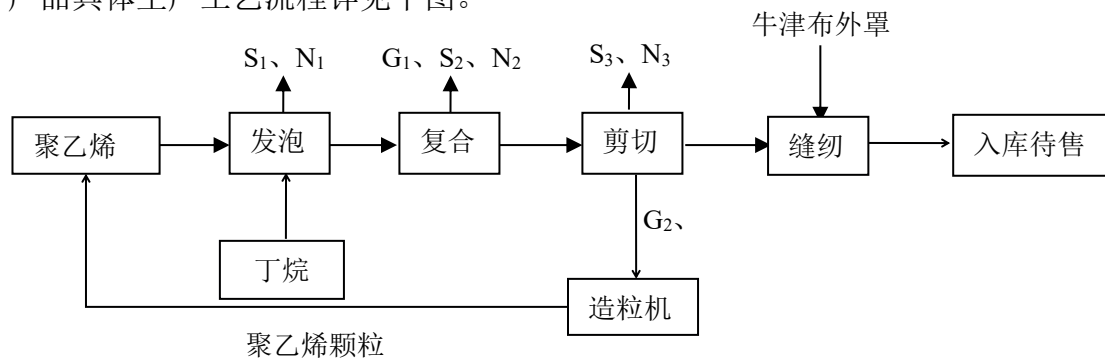 产品具体生产工艺流程详见下图。
牛津布外罩
S₁、N₁
G₁、S₂、N₂
S₃、N₃
聚乙烯
发泡
复合
剪切
缝纫
入库待售
G₂、
丁烷
造粒机
聚乙烯颗粒